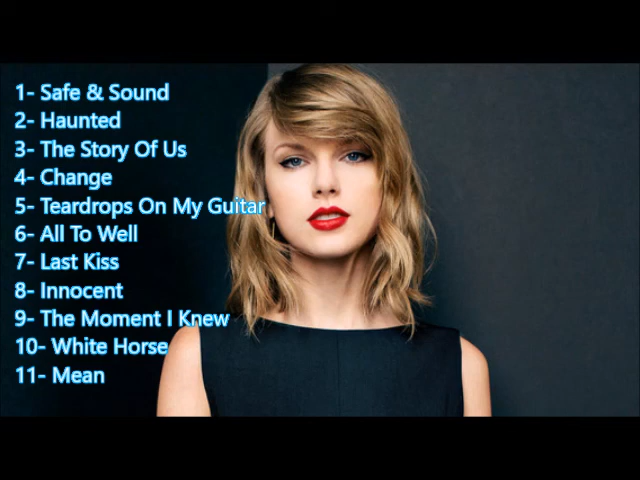 1- Safe & Sound
2- Haunted
3- The Story Of Us
4- Change
5- Teardrops On My Guitar
6- All To Well
7- Last Kiss
8- Innocent
9- The Moment I Knew
10- White Horse
11- Mean